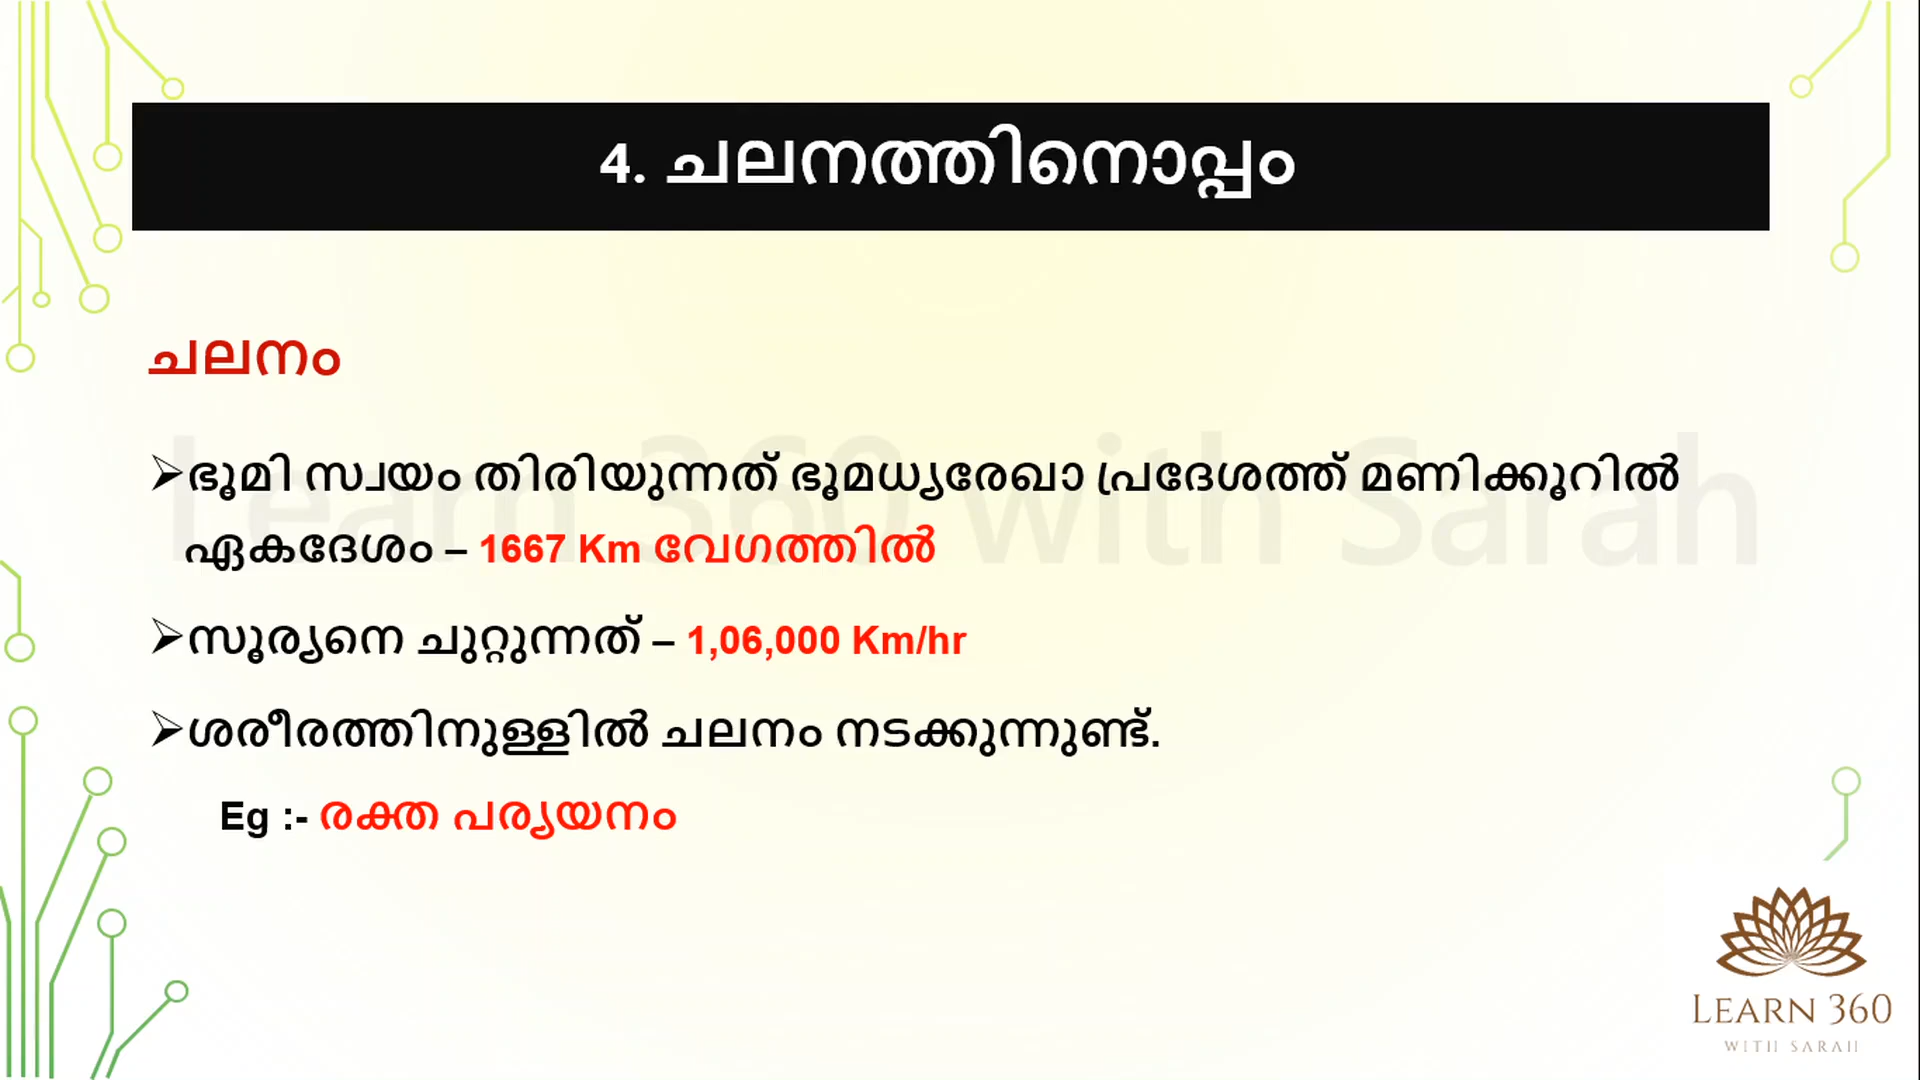 4. ചലനത്തിനൊപ്പം
ചലനം
➢ഭൂമി സ്വയം തിരിയുന്നത് ഭൂമധ്യരേഖാ പ്രദേശത്ത് മണിക്കൂറിൽ
ഏകദേശം – 1667 Km വേഗത്തിൽ
➢സൂര്യനെ ചുറ്റുന്നത് – 1,06,000 Km/hr
➢ശരീരത്തിനുള്ളിൽ ചലനം നടക്കുന്നുണ്ട്.
Eg :- രക്ത പര്യയനം
Learn 360 with Sarah
LEARN 360
WITH SARAH